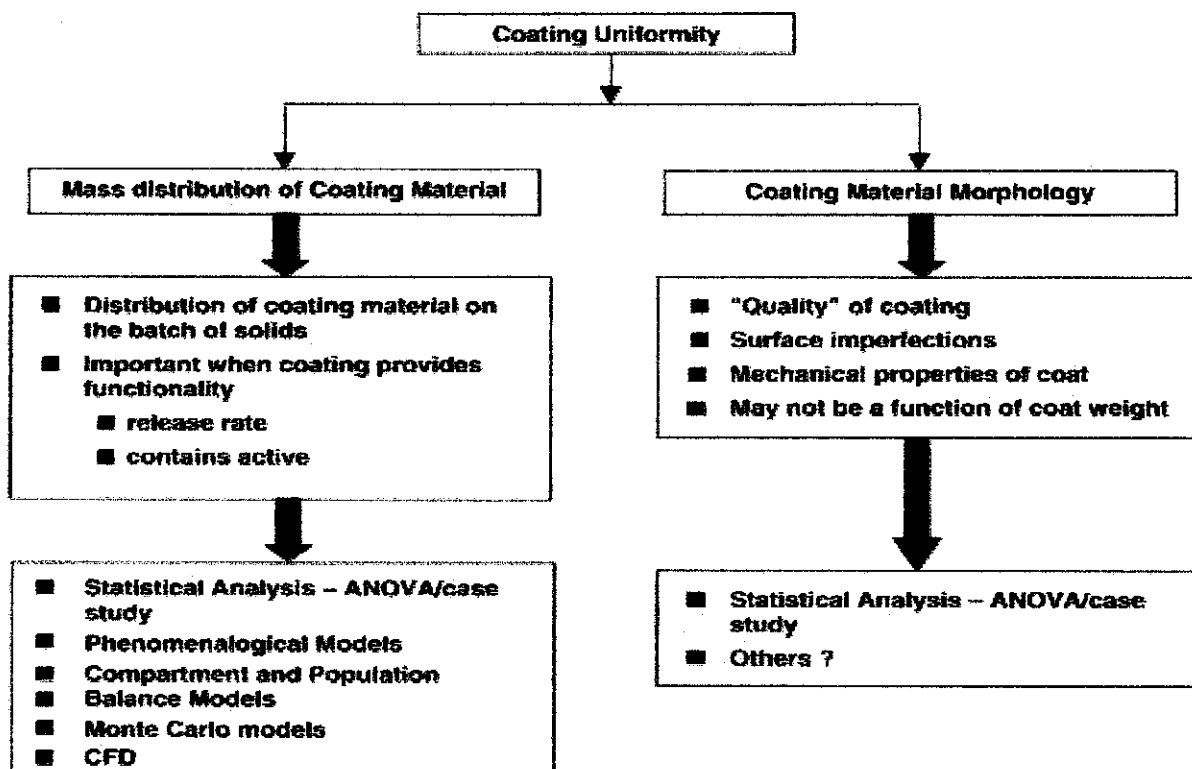 Coating Uniformity
Mass distribution of Coating Material
■ Distribution of coating material on
the batch of solids
■ Important when coating provides
functionality
■ release rate
■ contains active
■ Statistical Analysis – ANOVA/case
study
■ Phenomenalogical Models
■ Compartment and Population
■ Balance Models
■ Monte Carlo models
■ CFD
Coating Material Morphology
■ "Quality" of coating
■ Surface imperfections
■ Mechanical properties of coat
■ May not be a function of coat weight
■ Statistical Analysis – ANOVA/case
study
■ Others ?